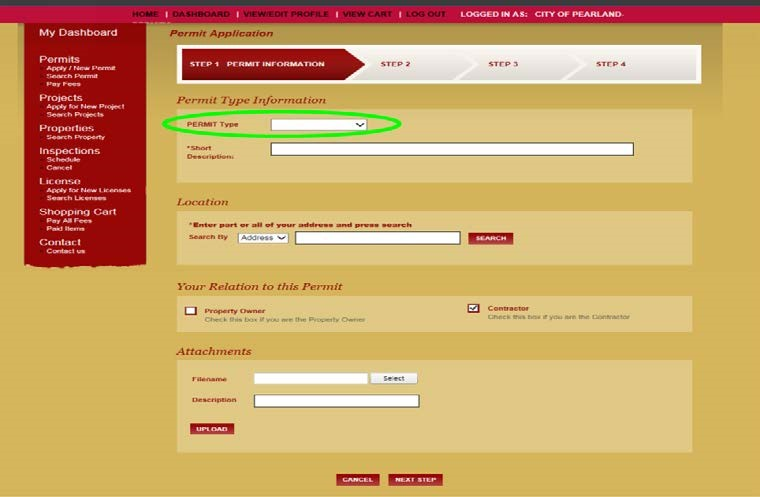 HOME | DASHBOARD | VIEW/EDIT PROFILE | VIEW CART | LOG OUT LOGGED IN AS: CITY OF PEARLAND-
My Dashboard
Permits
Apply / New Permit
Search Permit
Pay Fees
Projects
Apply for New Project
Search Projects
Properties
Search Property
Inspections
Schedule
Cancel
License
Apply for New Licenses
Search Licenses
Shopping Cart
Pay All Fees
Paid Items
Contact
Contact us
Permit Application
STEP 1 PERMIT INFORMATION STEP 2 STEP 3 STEP 4
Permit Type Information
PERMIT Type
*Short
Description:
Location
*Enter part or all of your address and press search
Search By Address SEARCH
Your Relation to this Permit
Property Owner
Check this box if you are the Property Owner
Contractor
Check this box if you are the Contractor
Attachments
Filename Select
Description
UPLOAD
CANCEL NEXT STEP